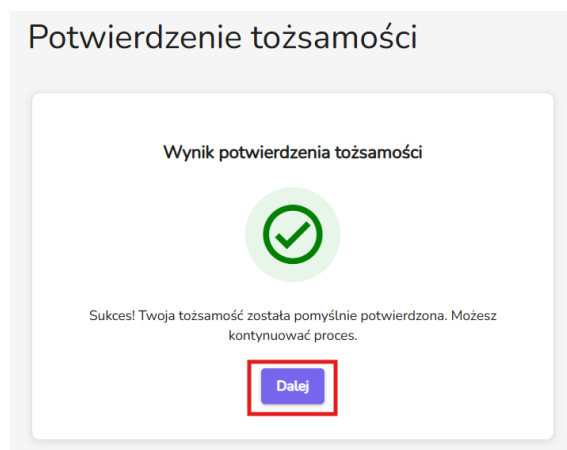 Potwierdzenie tożsamości
Wynik potwierdzenia tożsamości
Sukces! Twoja tożsamość została pomyślnie potwierdzona. Możesz
kontynuować proces.
Dalej